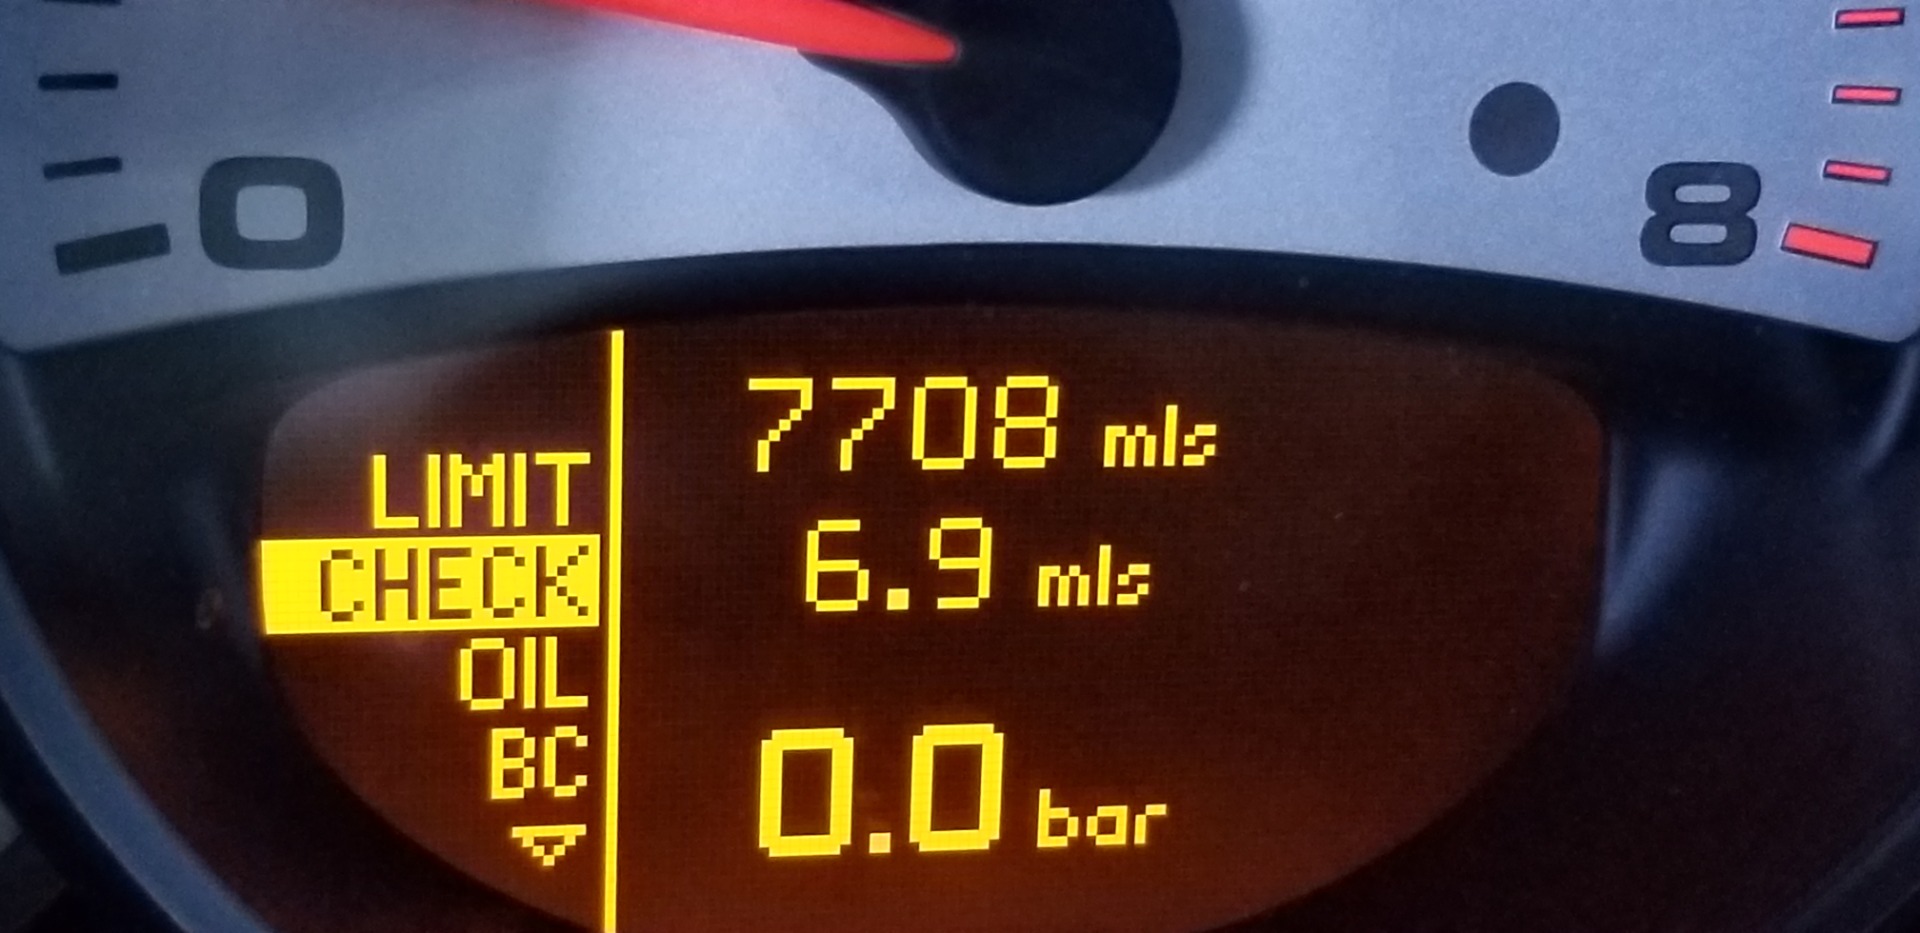 0
8
7708 mls
LIMIT
CHECK
6.9 mls
OIL
BC
0.0 bar